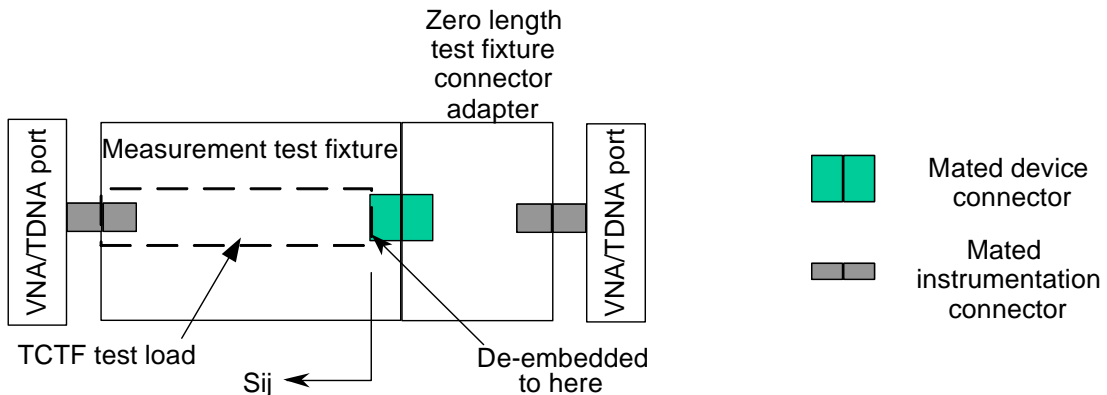 Zero length
test fixture
connector
adapter
VNA/TDNA port
Measurement test fixture
VNA/TDNA port
Mated device
connector
Mated
instrumentation
connector
TCTF test load
De-embedded
to here
Sij